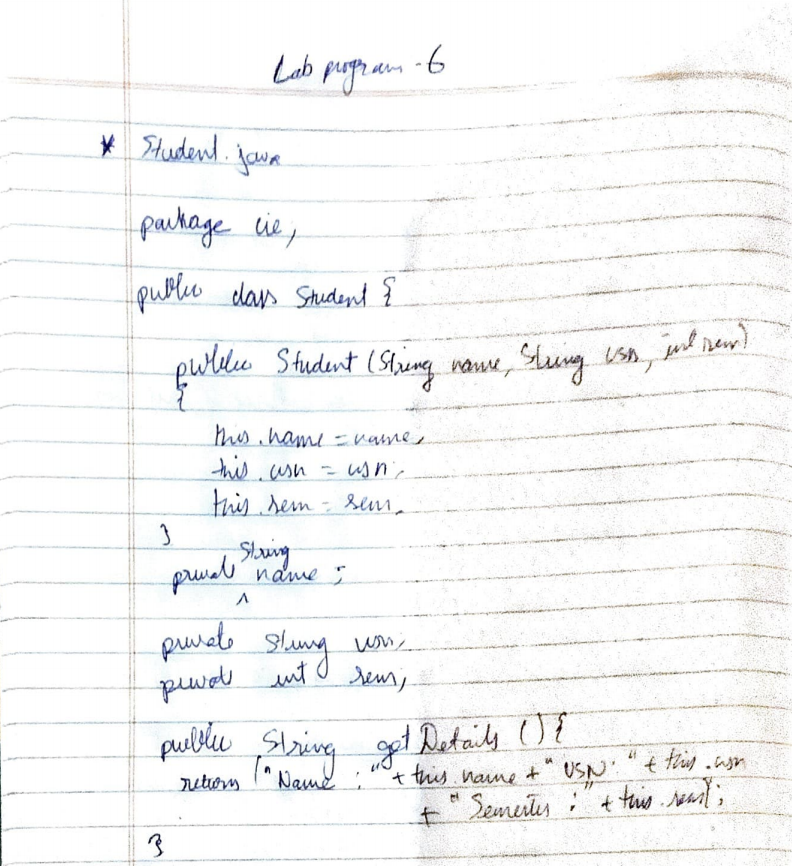 Lab program - 6
* Student.java
package cie;
public class Student {
public Student (String name, String usn, int sem)
{
this.name = name;
this.usn = usn;
this.sem = sem;
}
private String name ;
private String usn;
private int sem;
public String getDetails () {
return ("Name :" + this.name + " USN: " + this.usn
+ " Semester :" + this.sem);
}